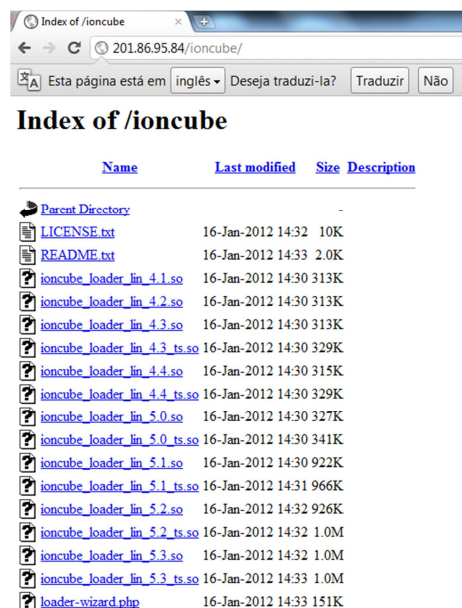 Index of /ioncube
201.86.95.84/ioncube/
Esta página está em inglês Deseja traduzi-la? Traduzir Não
Index of /ioncube
Name Last modified Size Description
Parent Directory -
LICENSE.txt 16-Jan-2012 14:32 10K
README.txt 16-Jan-2012 14:33 2.0K
ioncube_loader_lin_4.1.so 16-Jan-2012 14:30 313K
ioncube_loader_lin_4.2.so 16-Jan-2012 14:30 313K
ioncube_loader_lin_4.3.so 16-Jan-2012 14:30 313K
ioncube_loader_lin_4.3_ts.so 16-Jan-2012 14:30 329K
ioncube_loader_lin_4.4.so 16-Jan-2012 14:30 315K
ioncube_loader_lin_4.4_ts.so 16-Jan-2012 14:30 329K
ioncube_loader_lin_5.0.so 16-Jan-2012 14:30 327K
ioncube_loader_lin_5.0_ts.so 16-Jan-2012 14:30 341K
ioncube_loader_lin_5.1.so 16-Jan-2012 14:30 922K
ioncube_loader_lin_5.1_ts.so 16-Jan-2012 14:31 966K
ioncube_loader_lin_5.2.so 16-Jan-2012 14:32 926K
ioncube_loader_lin_5.2_ts.so 16-Jan-2012 14:32 1.0M
ioncube_loader_lin_5.3.so 16-Jan-2012 14:32 1.0M
ioncube_loader_lin_5.3_ts.so 16-Jan-2012 14:33 1.0M
loader-wizard.php 16-Jan-2012 14:33 151K